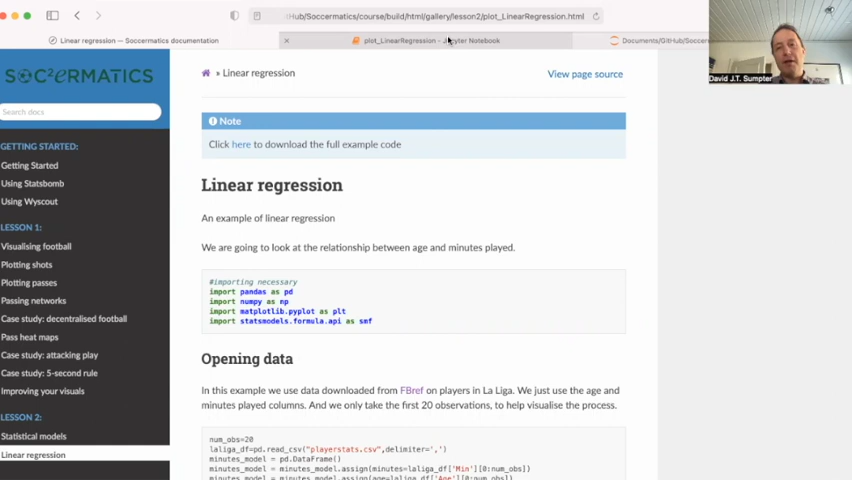 HUb/Soccermatics/course/build/html/gallery/lesson2/plot_LinearRegression.html
Linear regression — Soccermatics documentation
plot_LinearRegression - Jupyter Notebook
Documents/GitHub/Soccer
David J.T. Sumpter
SOC²ERMATICS
Search docs
GETTING STARTED:
Getting Started
Using Statsbomb
Using Wyscout
LESSON 1:
Visualising football
Plotting shots
Plotting passes
Passing networks
Case study: decentralised football
Pass heat maps
Case study: attacking play
Case study: 5-second rule
Improving your visuals
LESSON 2:
Statistical models
Linear regression
» Linear regression
View page source
Note
Click here to download the full example code
Linear regression
An example of linear regression
We are going to look at the relationship between age and minutes played.
#importing necessary
import pandas as pd
import numpy as np
import matplotlib.pyplot as plt
import statsmodels.formula.api as smf
Opening data
In this example we use data downloaded from FBref on players in La Liga. We just use the age and
minutes played columns. And we only take the first 20 observations, to help visualise the process.
num_obs=20
laliga_df=pd.read_csv("playerstats.csv",delimiter=',')
minutes_model = pd.DataFrame()
minutes_model = minutes_model.assign(minutes=laliga_df['Min'][0:num_obs])
minutes_model = minutes_model.assign(age=laliga_df['Age'][0:num_obs])